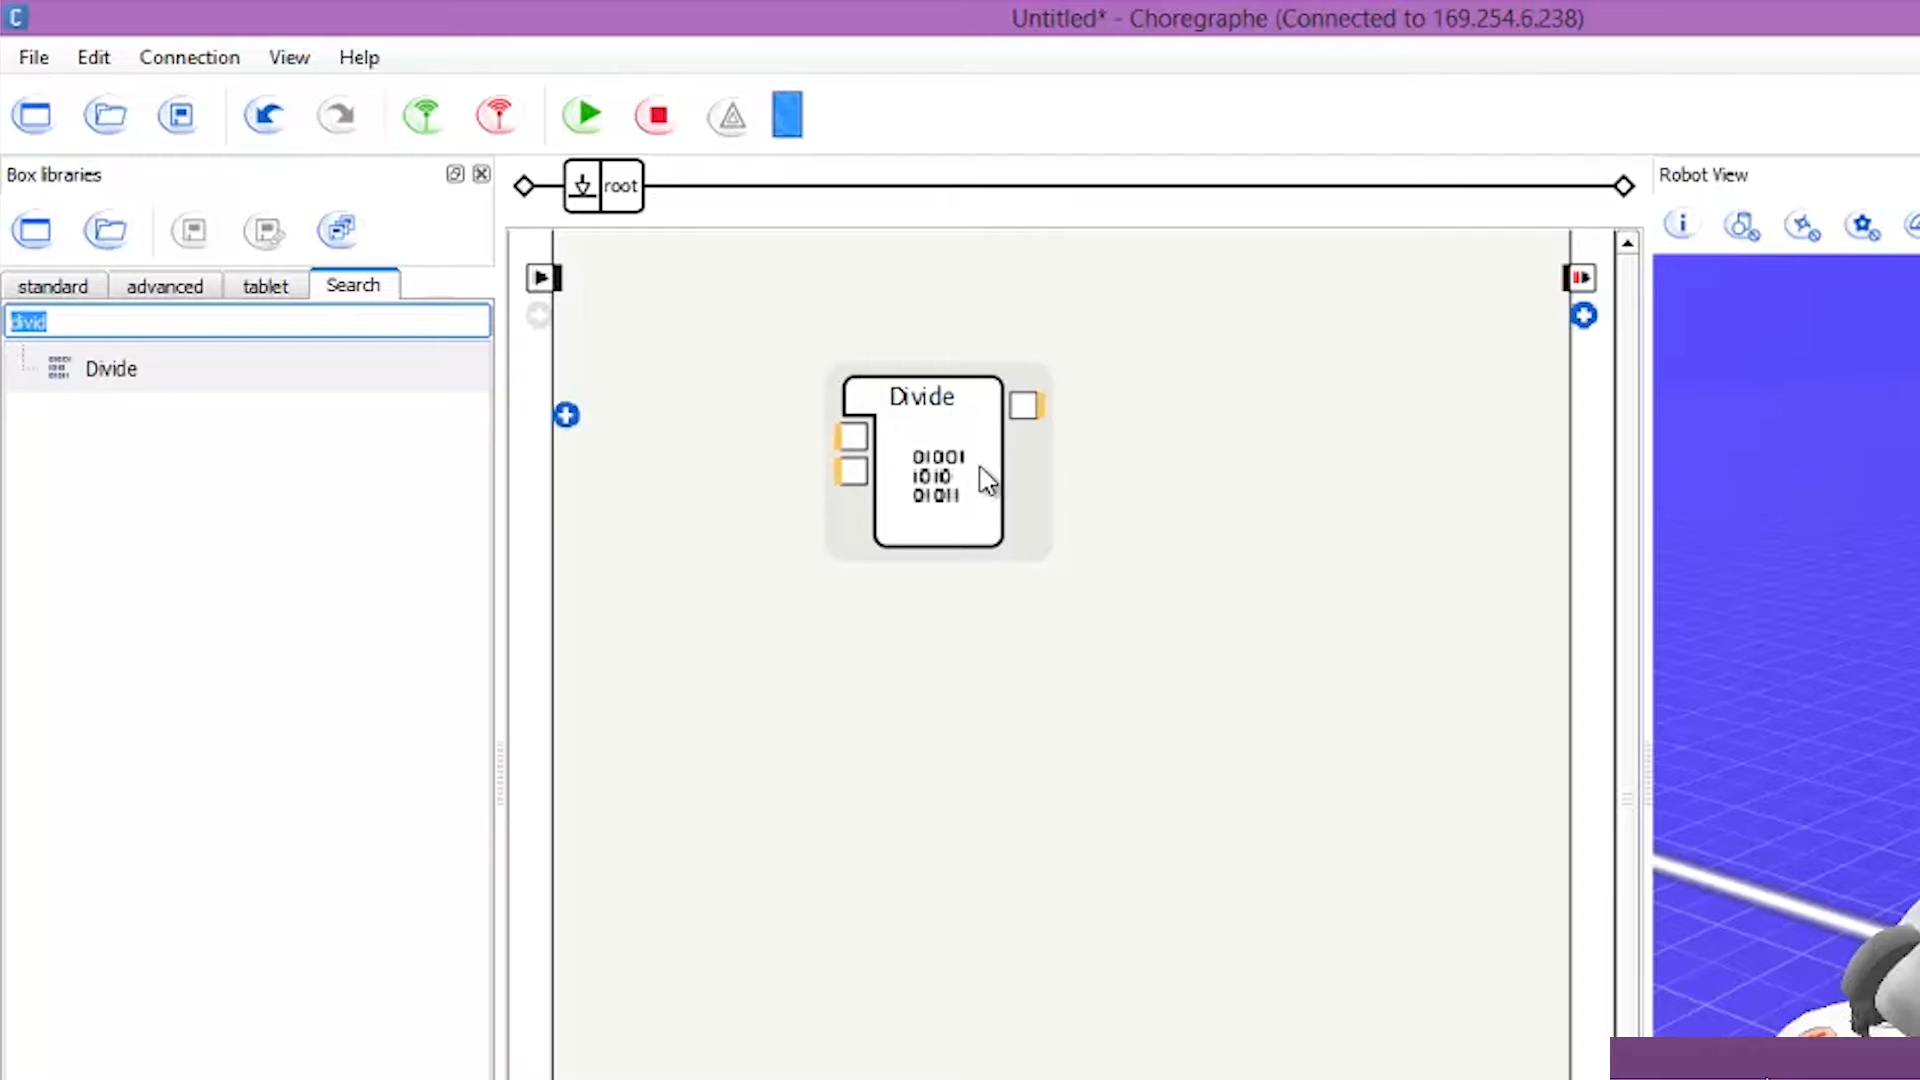 Untitled* - Choregraphe (Connected to 169.254.6.238)
File Edit Connection View Help
Box libraries
root
Robot View
standard advanced tablet Search
divid
Divide
Divide
01001
1010
01011